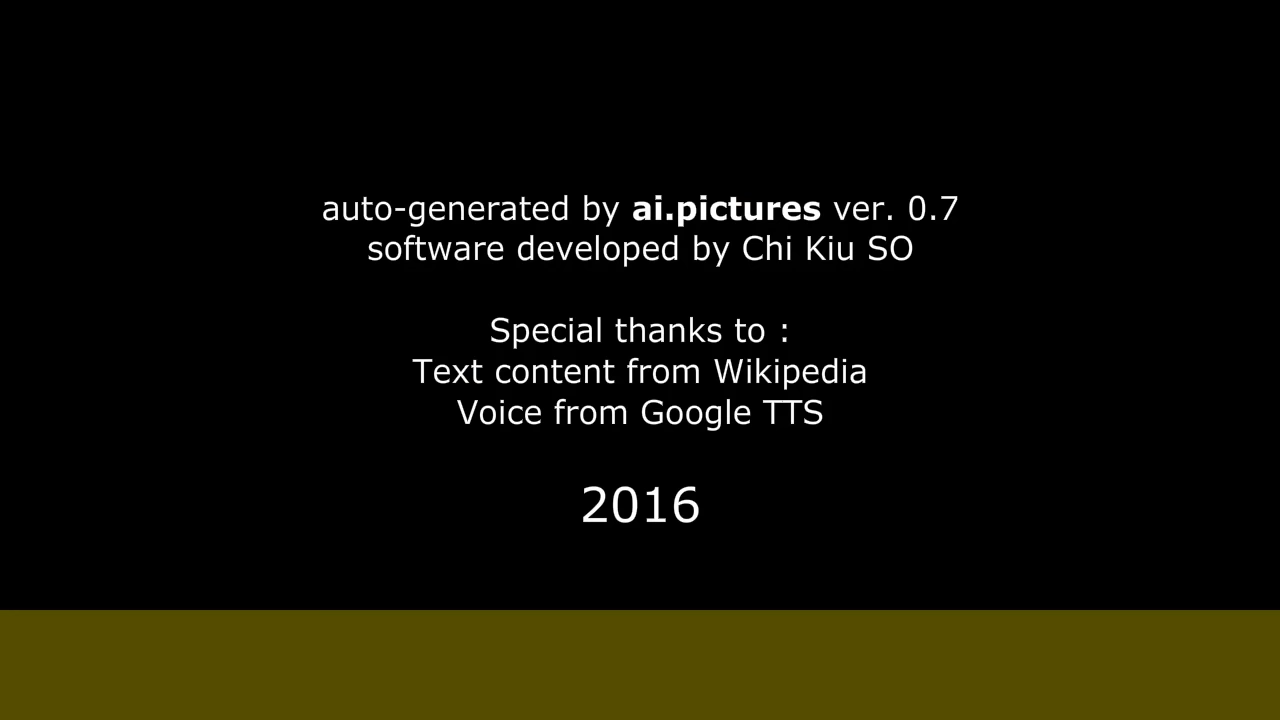 auto-generated by ai.pictures ver. 0.7
software developed by Chi Kiu SO
Special thanks to :
Text content from Wikipedia
Voice from Google TTS
2016